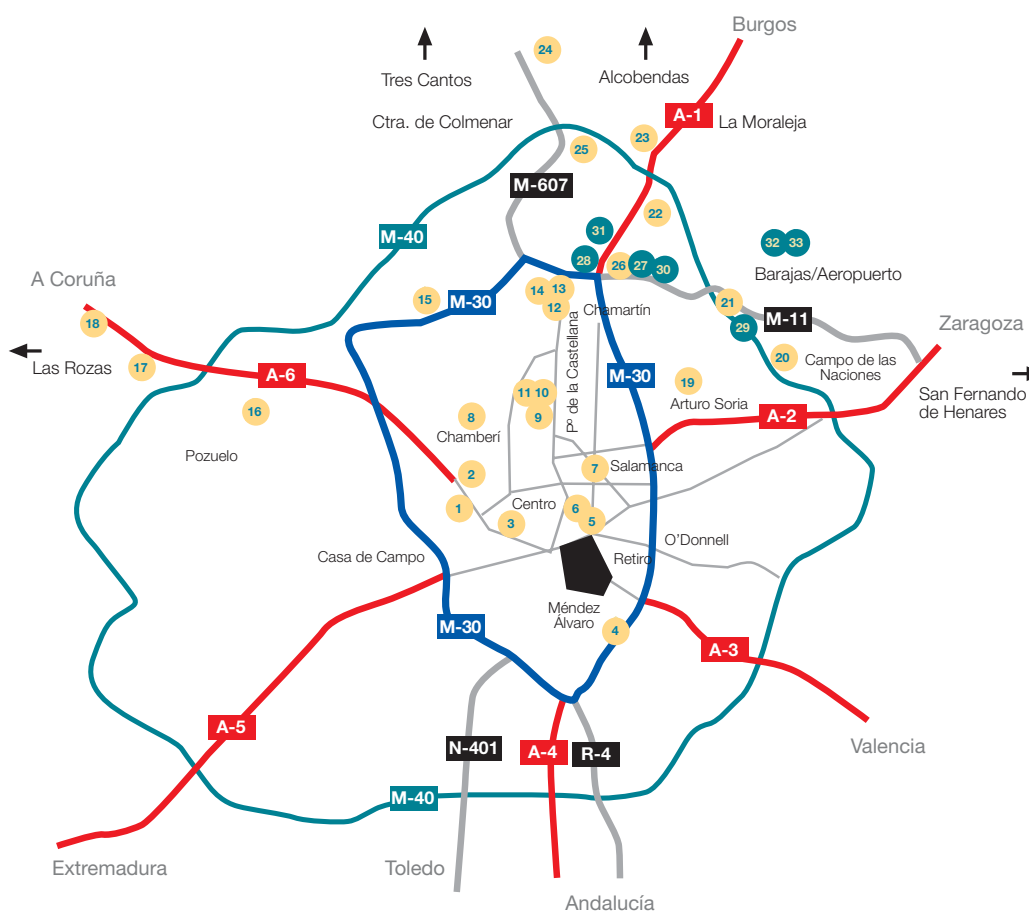 Burgos
24
Tres Cantos
Alcobendas
A-1
La Moraleja
Ctra. de Colmenar
23
25
M-607
22
31
M-40
32
33
28
26
27
30
Barajas/Aeropuerto
A Coruña
14
13
15
M-30
12
Chamartín
21
18
29
M-11
Zaragoza
Las Rozas
17
20
Campo de las
Naciones
A-6
M-30
19
San Fernando
de Henares
Pº de la Castellana
11
10
Arturo Soria
16
8
9
A-2
Chamberí
Pozuelo
2
7
Salamanca
1
Centro
6
3
5
O'Donnell
Casa de Campo
Retiro
Méndez
Álvaro
M-30
4
A-3
A-5
N-401
A-4
R-4
Valencia
M-40
Extremadura
Toledo
Andalucía